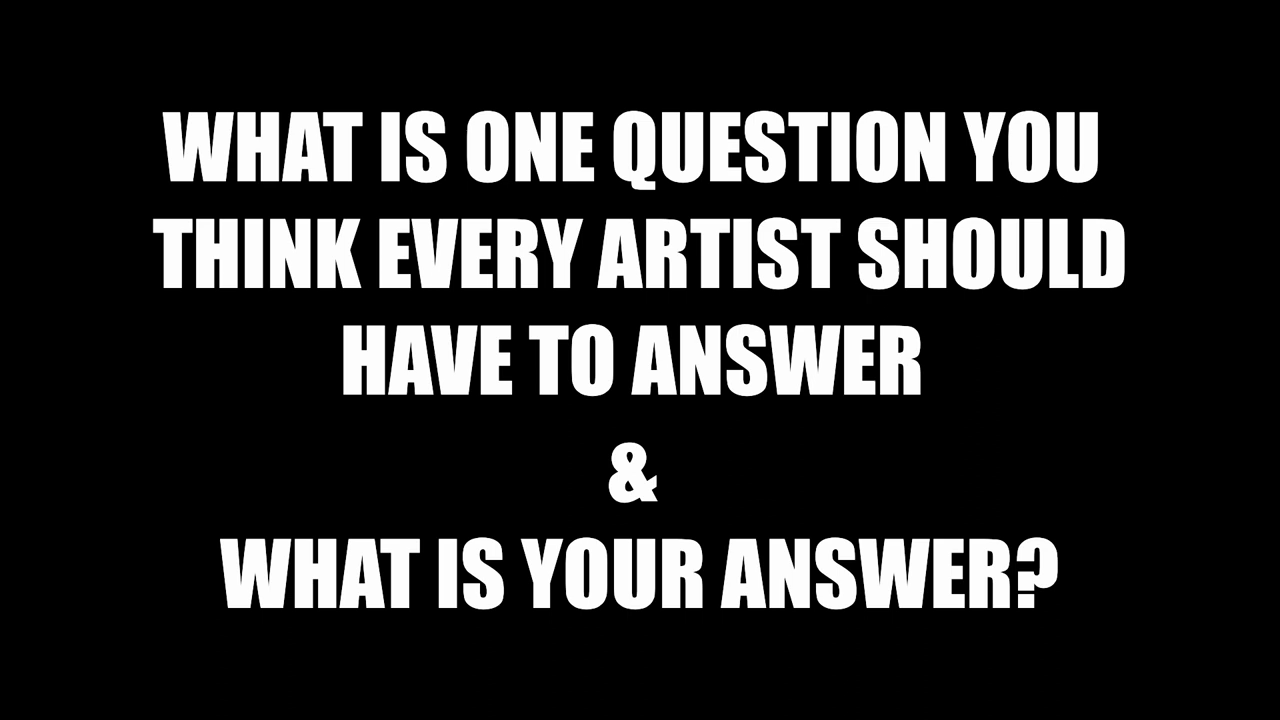 WHAT IS ONE QUESTION YOU
THINK EVERY ARTIST SHOULD
HAVE TO ANSWER
&
WHAT IS YOUR ANSWER?